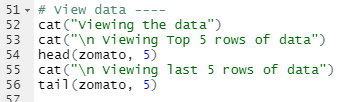 51 # View data ----
52 cat("Viewing the data")
53 cat("\n Viewing Top 5 rows of data")
54 head(zomato, 5)
55 cat("\n Viewing last 5 rows of data")
56 tail(zomato, 5)
57